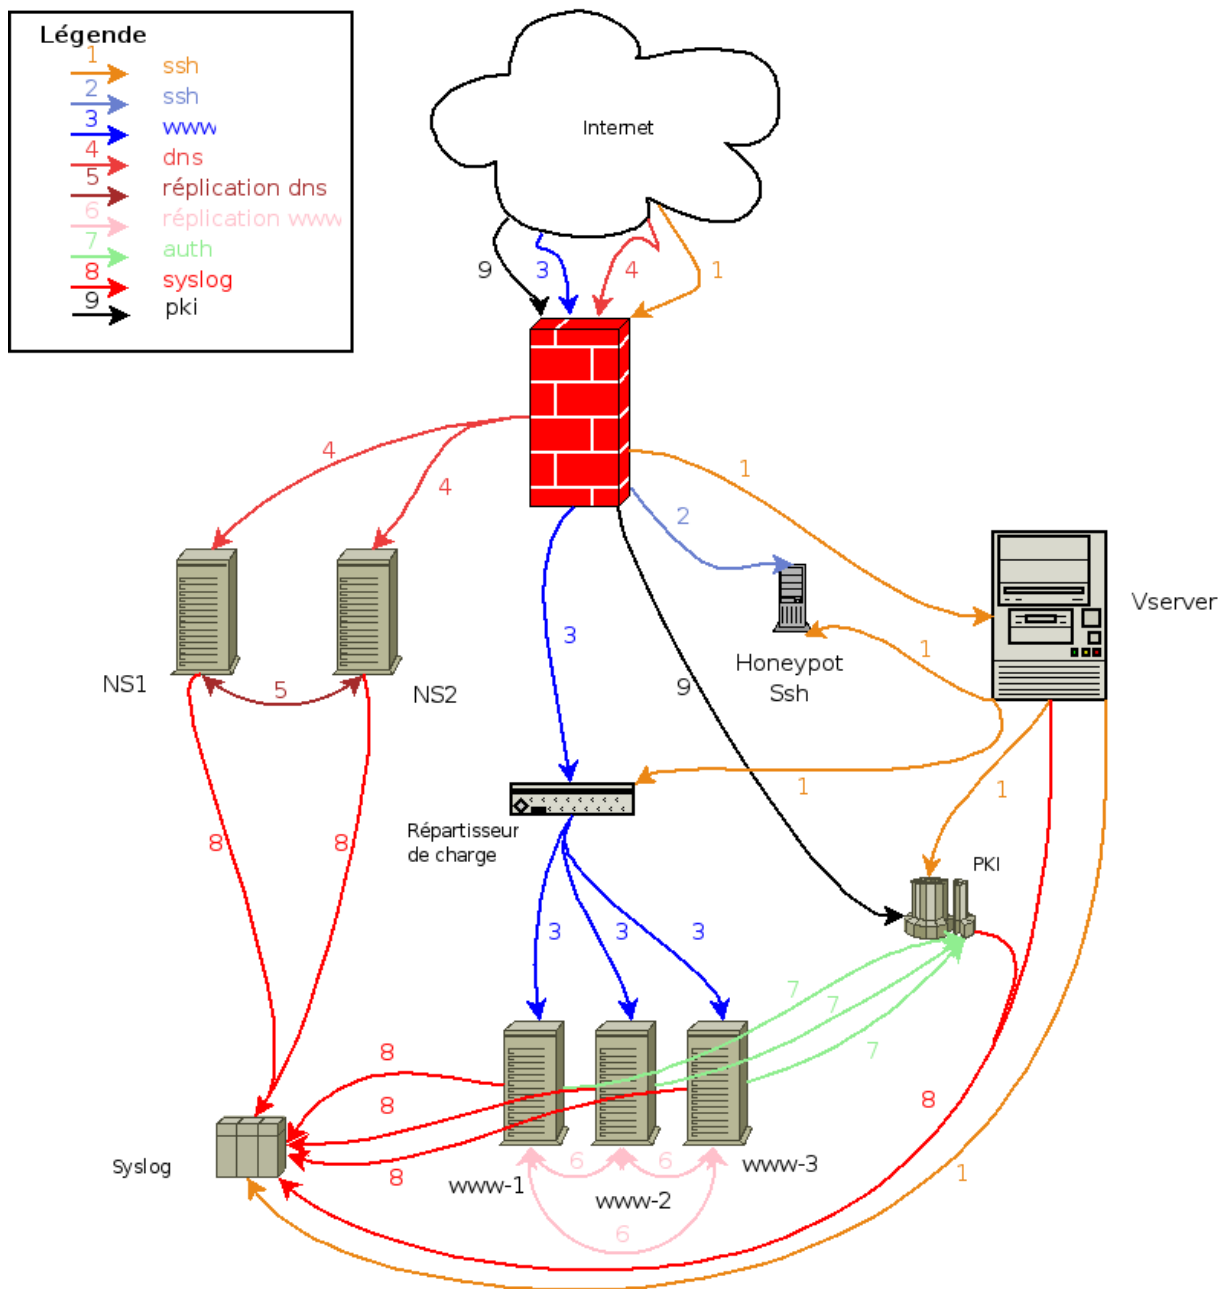 Légende
1 ssh
2 ssh
3 www
4 dns
5 réplication dns
6 réplication www
7 auth
8 syslog
9 pki
Internet
9 3 4 1
4
1
4
2
Vserver
3
Honeypot
Ssh
1
NS1
5
NS2
9
1
1
8
8
Répartisseur
de charge
PKI
3 3 3
7
7
7
8
8
8
8
Syslog
www-1
6
6
www-2
www-3
1
6